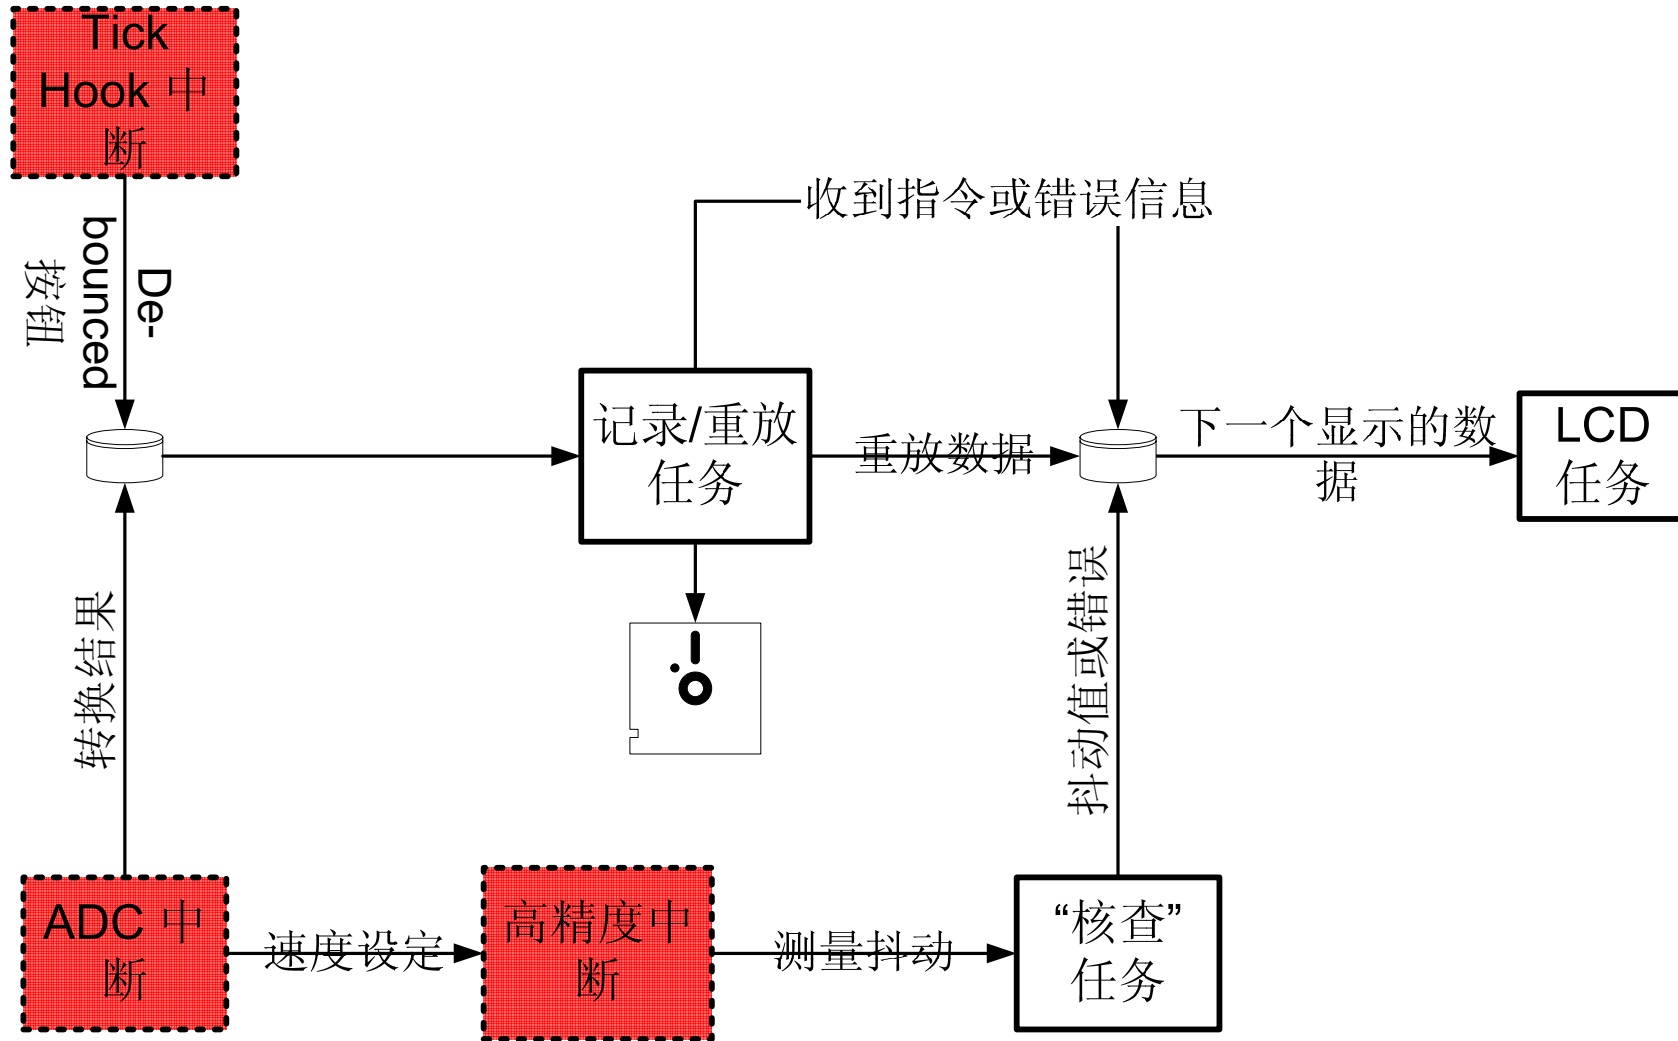 Tick
Hook 中
断
De-
bounced
按钮
收到指令或错误信息
记录/重放
任务
重放数据
下一个显示的数
据
LCD
任务
转换结果
抖动值或错误
ADC 中
断
速度设定
高精度中
断
测量抖动
“核查”
任务